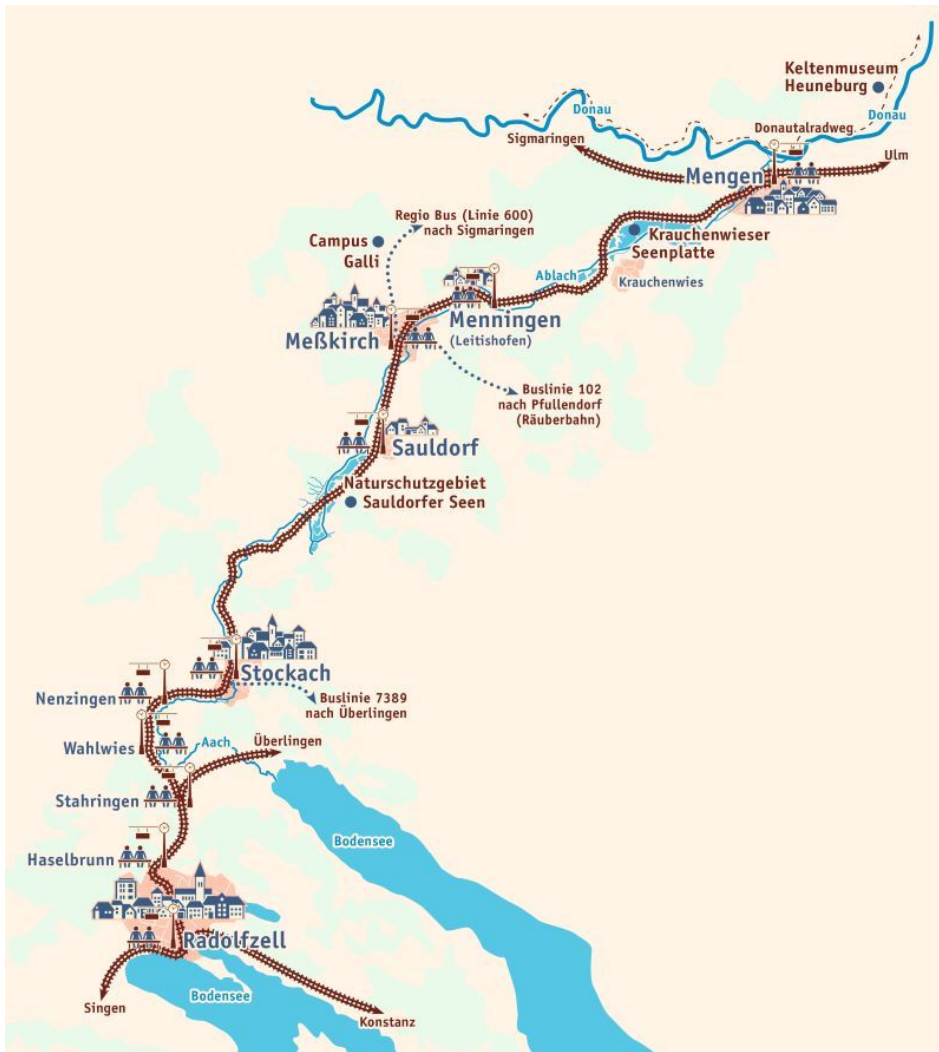 Keltenmuseum
Heuneburg
Donau
Donau
Sigmaringen
Donautalradweg
Ulm
Mengen
Regio Bus (Linie 600)
nach Sigmaringen
Campus
Galli
Krauchenwieser
Seenplatte
Ablach
Krauchenwies
Menningen
(Leitishofen)
Meßkirch
Buslinie 102
nach Pfullendorf
(Räuberbahn)
Sauldorf
Naturschutzgebiet
Sauldorfer Seen
Stockach
Nenzingen
Buslinie 7389
nach Überlingen
Wahlwies
Aach
Überlingen
Stahringen
Bodensee
Haselbrunn
Radolfzell
Bodensee
Singen
Konstanz